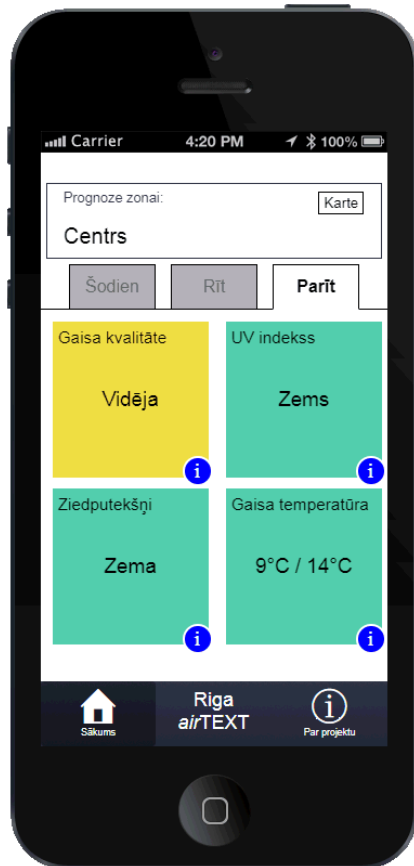 Carrier 4:20 PM 100%
Prognoze zonai: Karte
Centrs
Šodien Rīt Parīt
Gaisa kvalitāte UV indekss
Vidēja Zems
i i
Ziedputekšņi Gaisa temperatūra
Zema 9°C / 14°C
i i
Riga
airTEXT
Sākums Par projektu